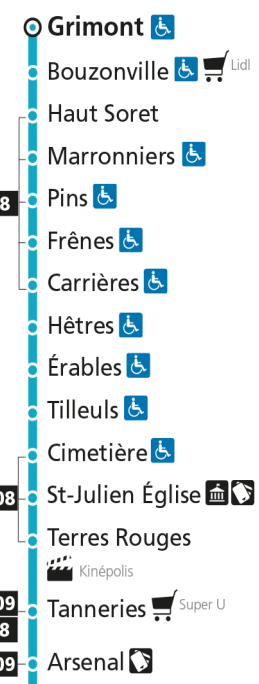 Grimont
Bouzonville Lidl
Haut Soret
Marronniers
8 Pins
Frênes
Carrières
Hêtres
Érables
Tilleuls
Cimetière
08 St-Julien Église
Terres Rouges
Kinépolis
09
Tanneries Super U
8
09 Arsenal